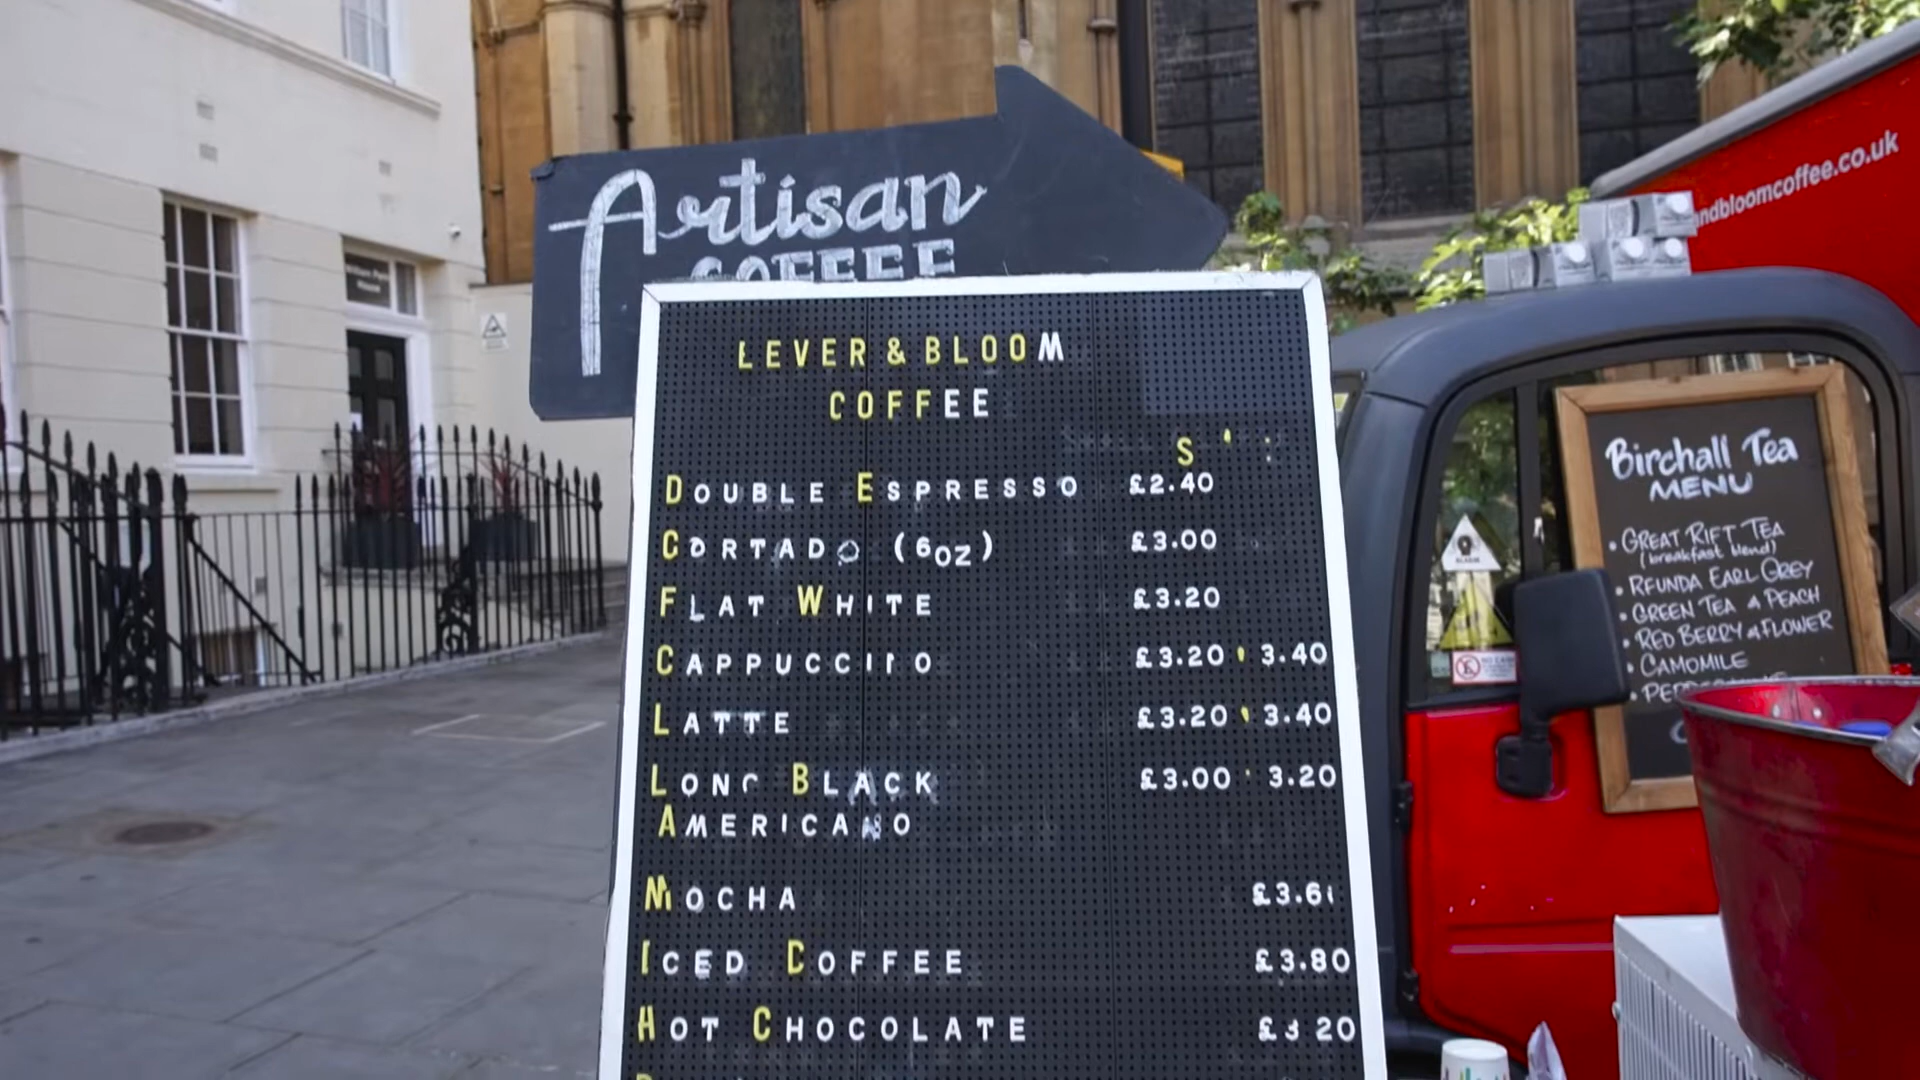 Artisan
COFFEE
LEVER & BLOOM
COFFEE
S
DOUBLE ESPRESSO £2.40
CORTADO (6OZ) £3.00
FLAT WHITE £3.20
CAPPUCCINO £3.20 3.40
LATTE £3.20 3.40
LONG BLACK £3.00 3.20
AMERICANO
MOCHA
ICED COFFEE £3.80
HOT CHOCOLATE £3 20
andbloomcoffee.co.uk
Birchall Tea
MENU
• GREAT RIFT TEA
(breakfast blend)
• RFUNDA EARL GREY
• GREEN TEA & PEACH
• RED BERRY & FLOWER
• CAMOMILE